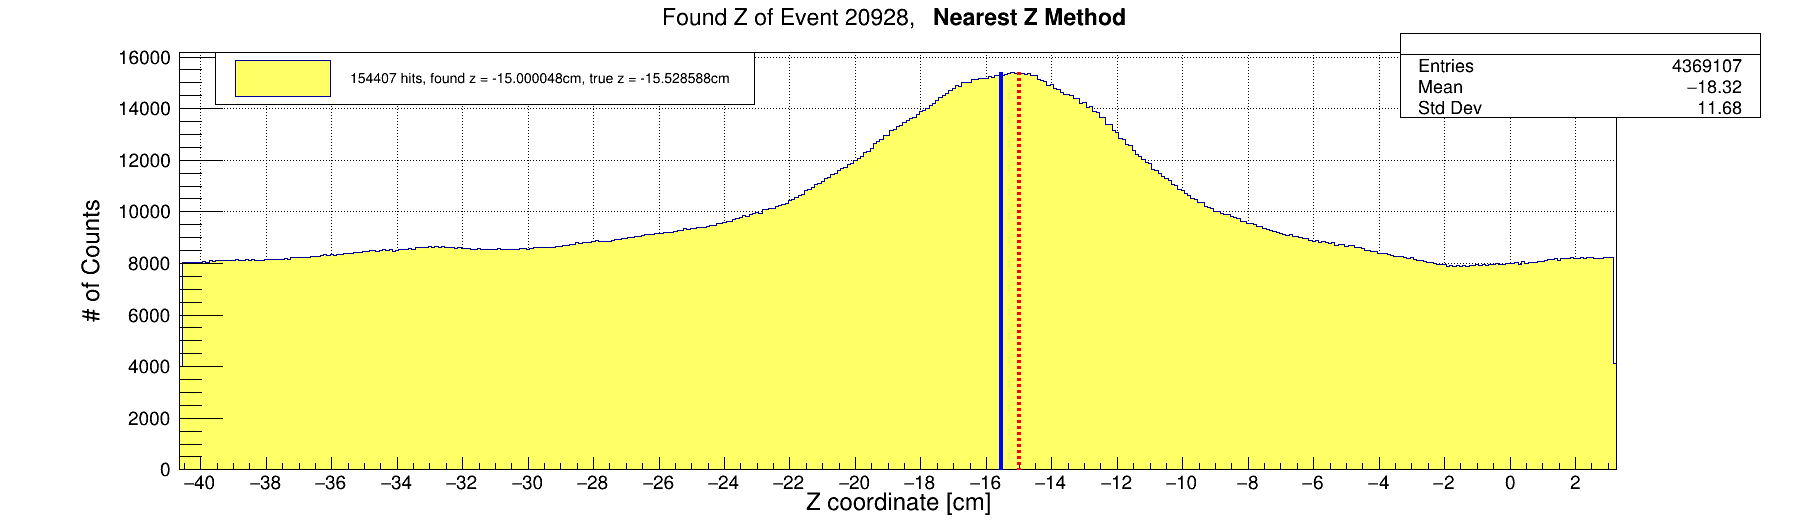 Found Z of Event 20928, Nearest Z Method
154407 hits, found z = -15.000048cm, true z = -15.528588cm
Entries 4369107
Mean −18.32
Std Dev 11.68
# of Counts
16000
14000
12000
10000
8000
6000
4000
2000
0
−40 −38 −36 −34 −32 −30 −28 −26 −24 −22 −20 −18 −16 −14 −12 −10 −8 −6 −4 −2 0 2
Z coordinate [cm]